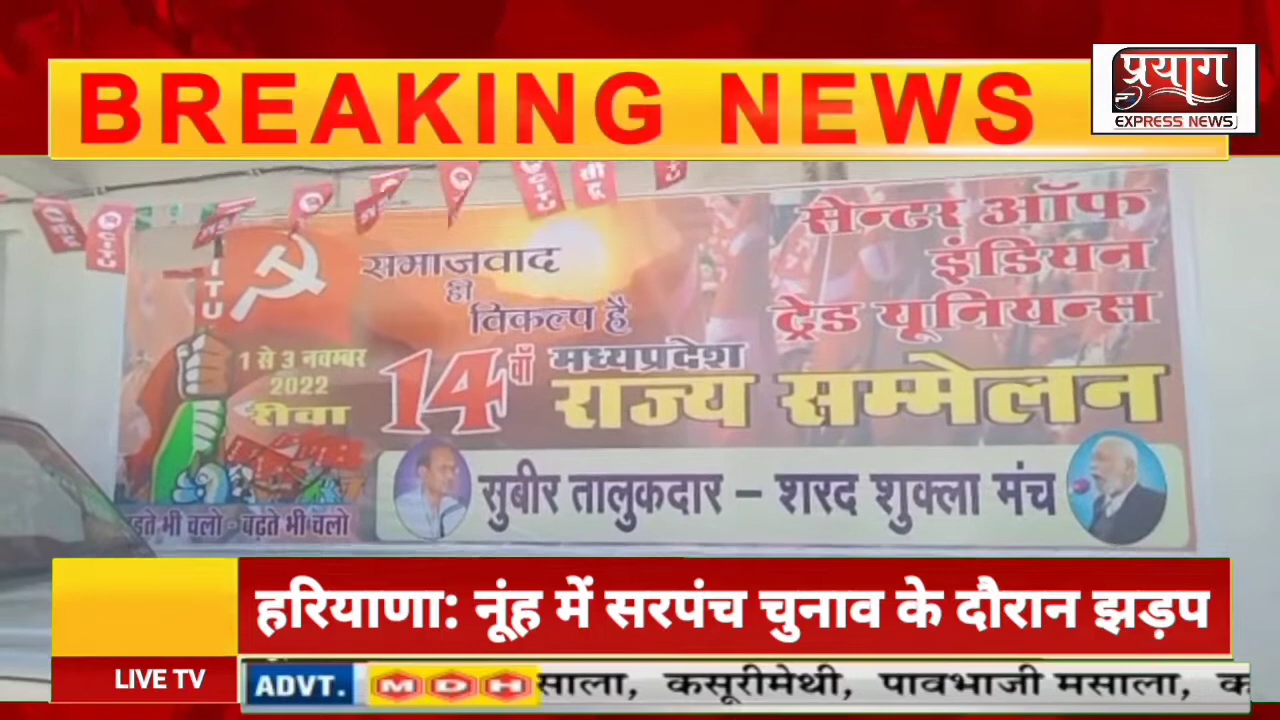 BREAKING NEWS
प्रयाग
EXPRESS NEWS
CITU
सीटू
CITU
समाजवाद
ही
विकल्प है
सेन्टर ऑफ
इंडियन
ट्रेड यूनियन्स
1 से 3 नवम्बर
2022
रीवा
14वाँ मध्यप्रदेश
राज्य सम्मेलन
सुबीर तालुकदार – शरद शुक्ला मंच
भी चलो - बढ़ते भी चलो
हरियाणा: नूंह में सरपंच चुनाव के दौरान झड़प
LIVE TV
ADVT. MDH साला, कसूरीमेथी, पावभाजी मसाला,